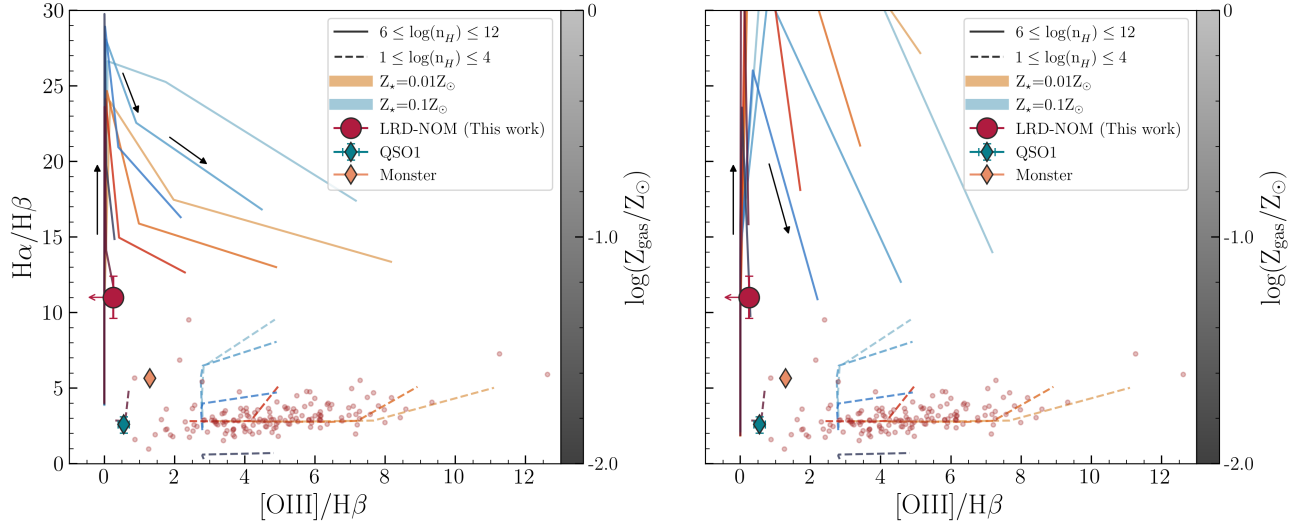 30
25
20
15
10
5
0
Hα/Hβ
0
2
4
6
8
10
12
[OIII]/Hβ
6 ≤ log(n_H) ≤ 12
1 ≤ log(n_H) ≤ 4
Z⋆=0.01Z⊙
Z⋆=0.1Z⊙
LRD-NOM (This work)
QSO1
Monster
0
-1.0
-2.0
log(Z_gas/Z⊙)
0
2
4
6
8
10
12
[OIII]/Hβ
6 ≤ log(n_H) ≤ 12
1 ≤ log(n_H) ≤ 4
Z⋆=0.01Z⊙
Z⋆=0.1Z⊙
LRD-NOM (This work)
QSO1
Monster
0
-1.0
-2.0
log(Z_gas/Z⊙)